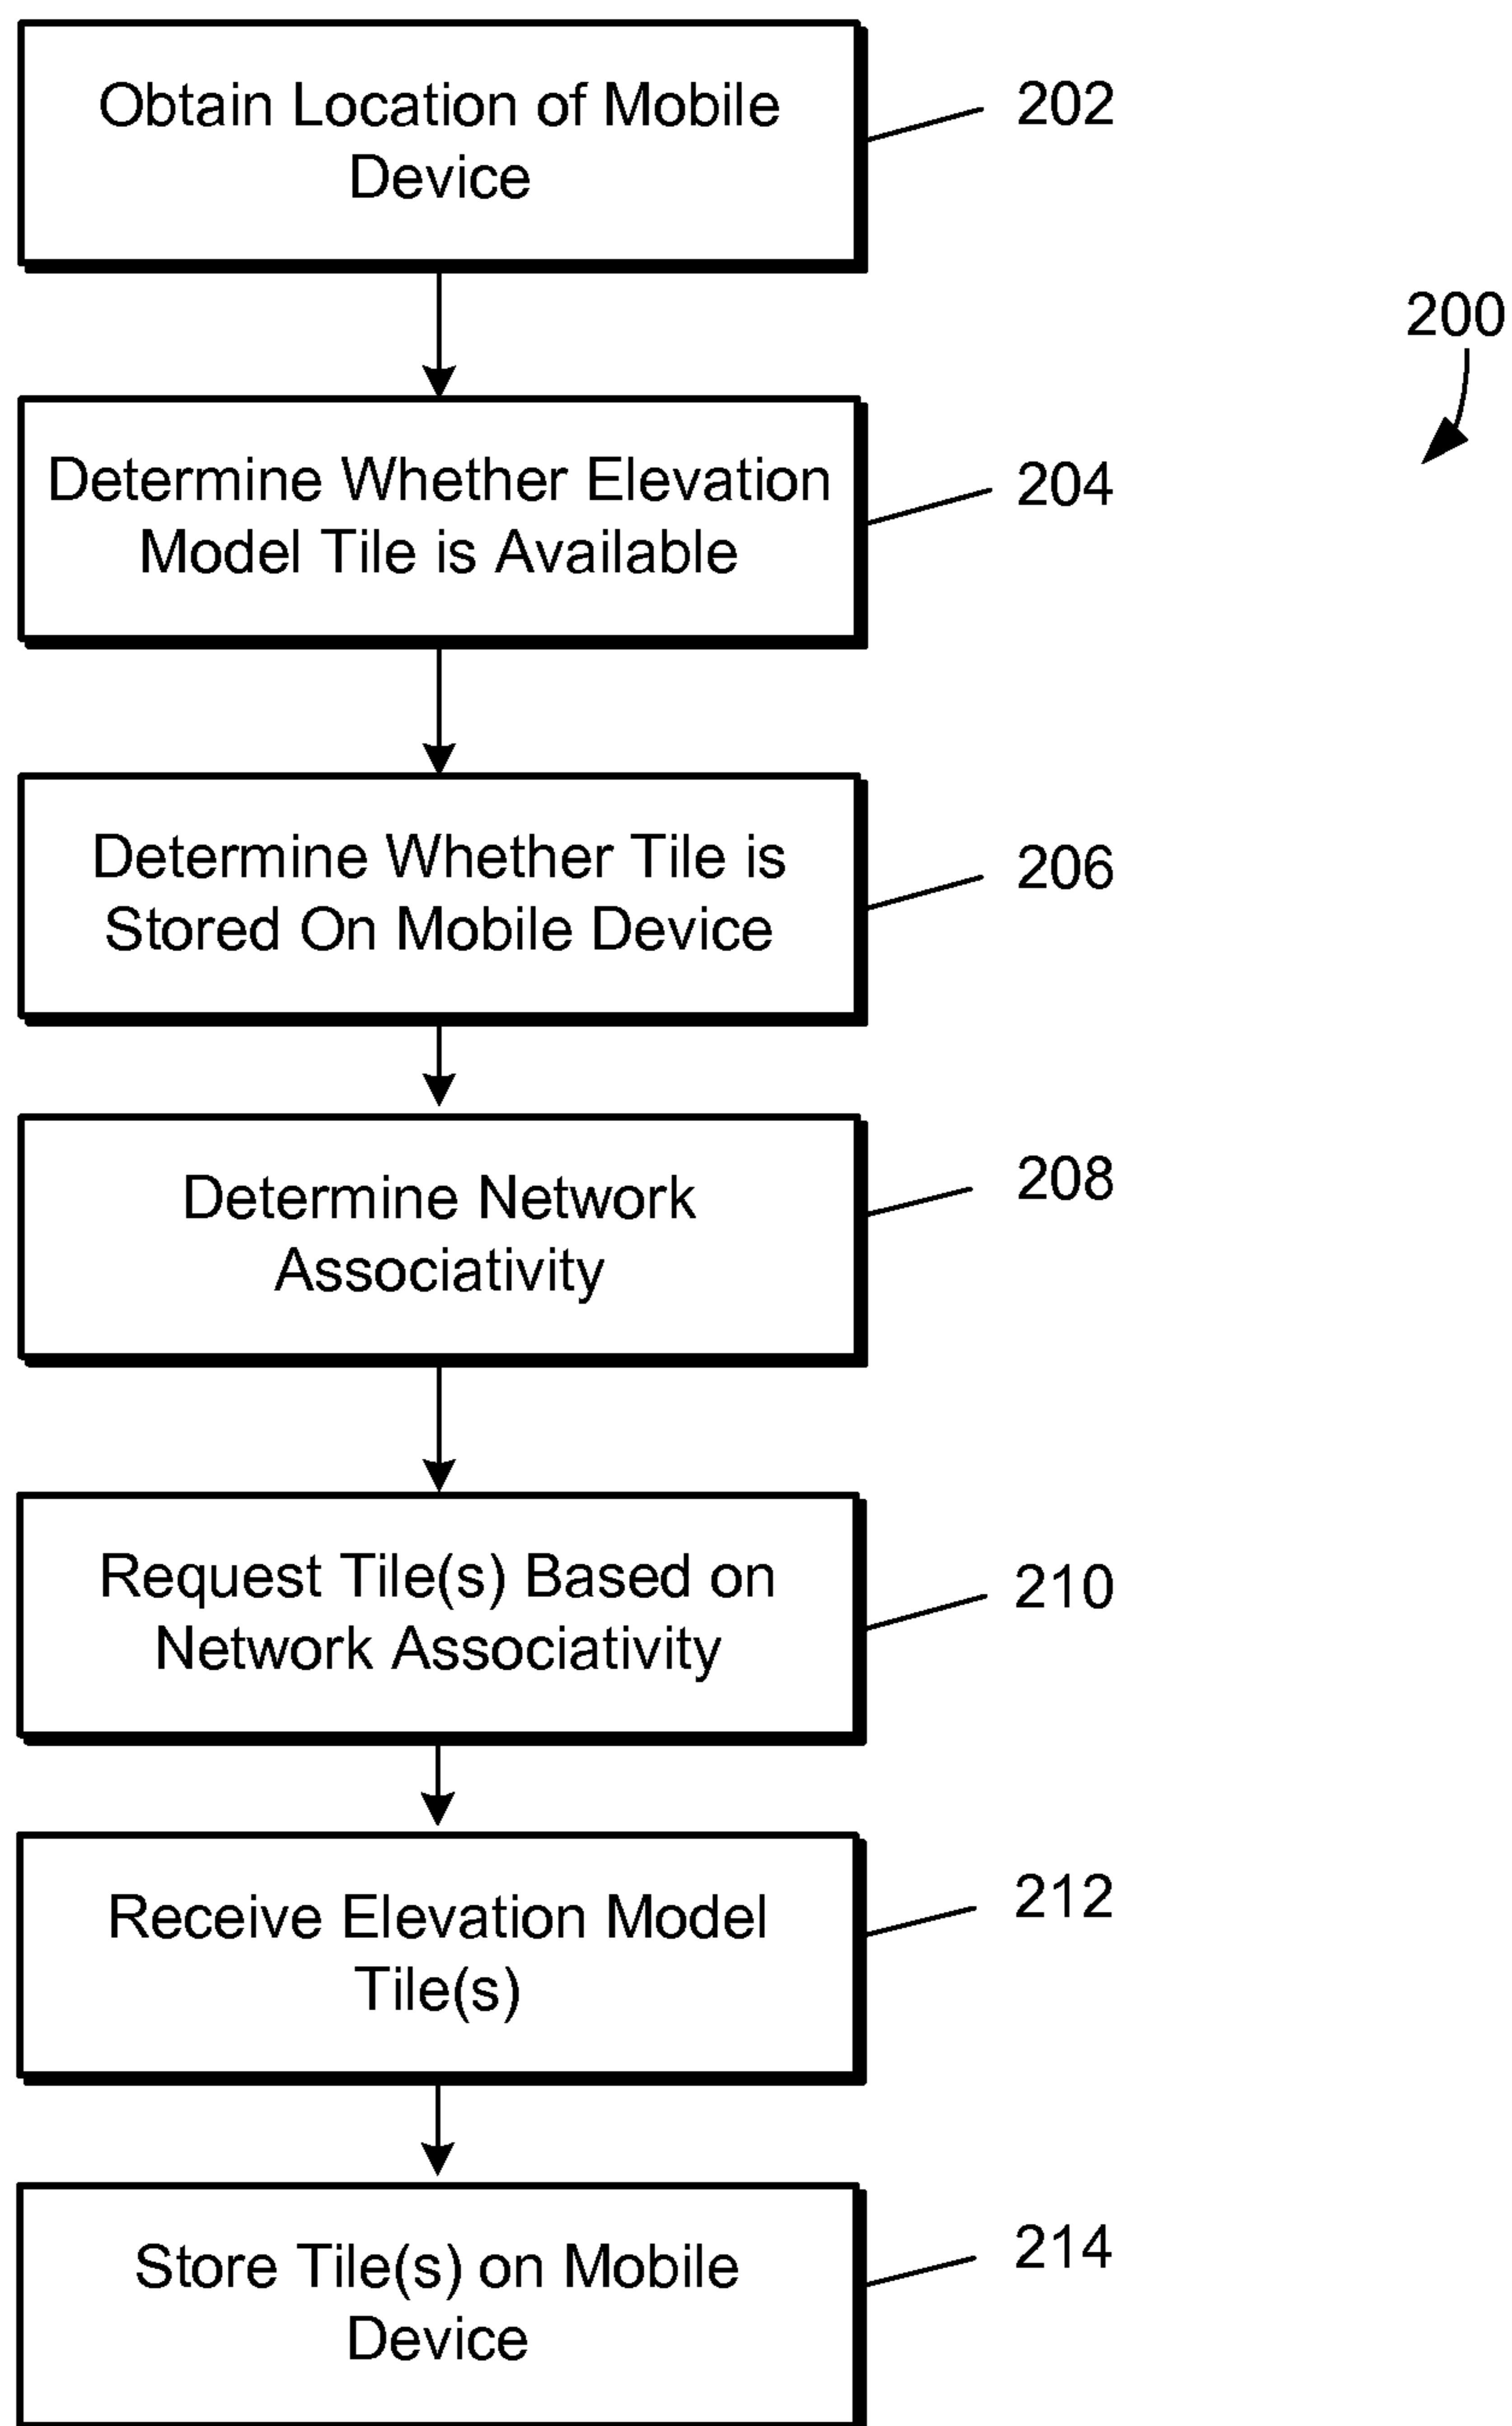 Obtain Location of Mobile
Device
202
200
Determine Whether Elevation
Model Tile is Available
204
Determine Whether Tile is
Stored On Mobile Device
206
Determine Network
Associativity
208
Request Tile(s) Based on
Network Associativity
210
Receive Elevation Model
Tile(s)
212
Store Tile(s) on Mobile
Device
214